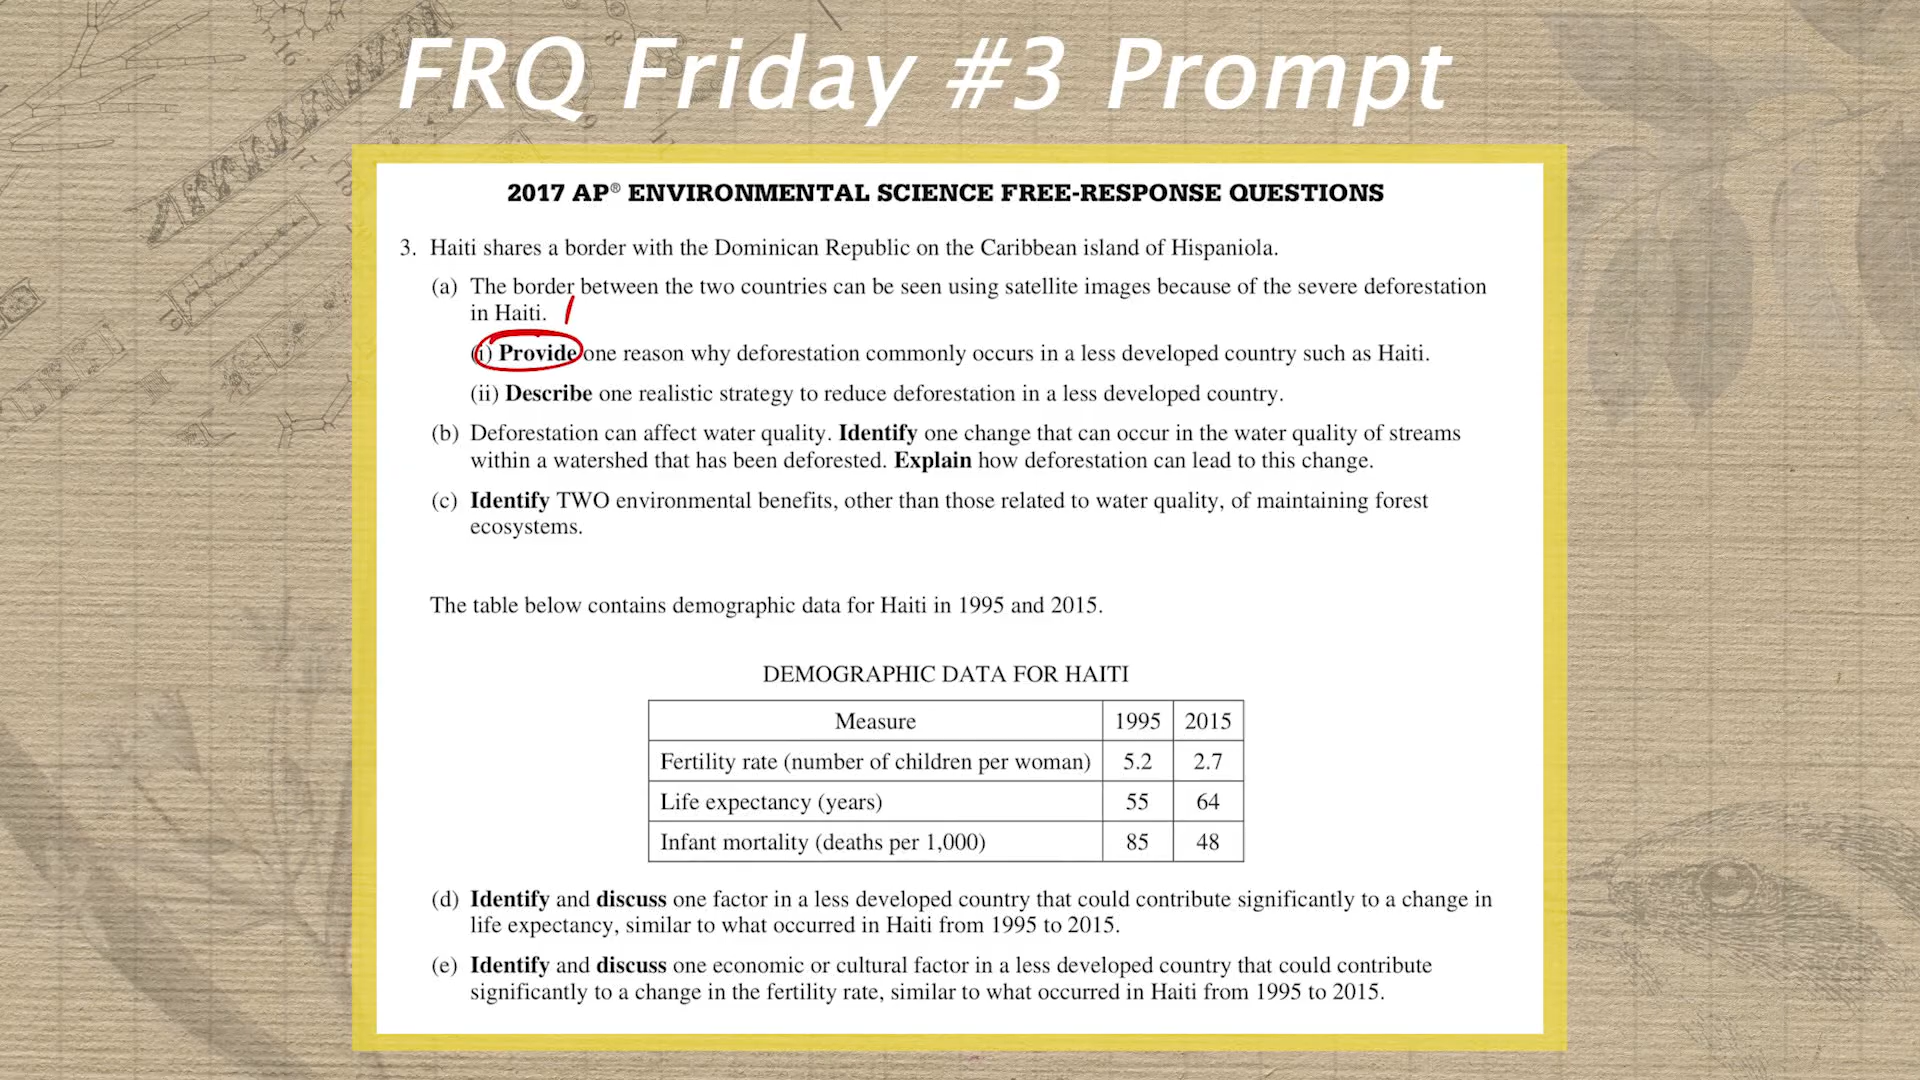 FRQ Friday #3 Prompt
2017 AP® ENVIRONMENTAL SCIENCE FREE-RESPONSE QUESTIONS
3. Haiti shares a border with the Dominican Republic on the Caribbean island of Hispaniola.
(a) The border between the two countries can be seen using satellite images because of the severe deforestation
in Haiti.
(i) Provide one reason why deforestation commonly occurs in a less developed country such as Haiti.
(ii) Describe one realistic strategy to reduce deforestation in a less developed country.
(b) Deforestation can affect water quality. Identify one change that can occur in the water quality of streams
within a watershed that has been deforested. Explain how deforestation can lead to this change.
(c) Identify TWO environmental benefits, other than those related to water quality, of maintaining forest
ecosystems.
The table below contains demographic data for Haiti in 1995 and 2015.
DEMOGRAPHIC DATA FOR HAITI
Measure 1995 2015
Fertility rate (number of children per woman) 5.2 2.7
Life expectancy (years) 55 64
Infant mortality (deaths per 1,000) 85 48
(d) Identify and discuss one factor in a less developed country that could contribute significantly to a change in
life expectancy, similar to what occurred in Haiti from 1995 to 2015.
(e) Identify and discuss one economic or cultural factor in a less developed country that could contribute
significantly to a change in the fertility rate, similar to what occurred in Haiti from 1995 to 2015.